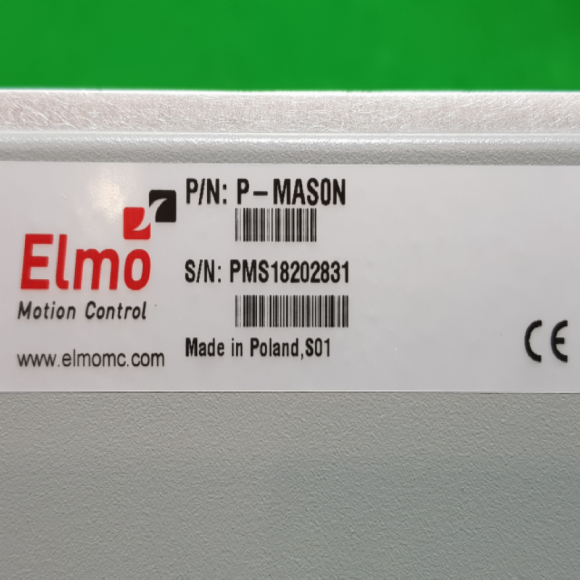 P/N: P-MAS0N
Elmo
Motion Control
S/N: PMS18202831
www.elmomc.com
Made in Poland,S01
CE